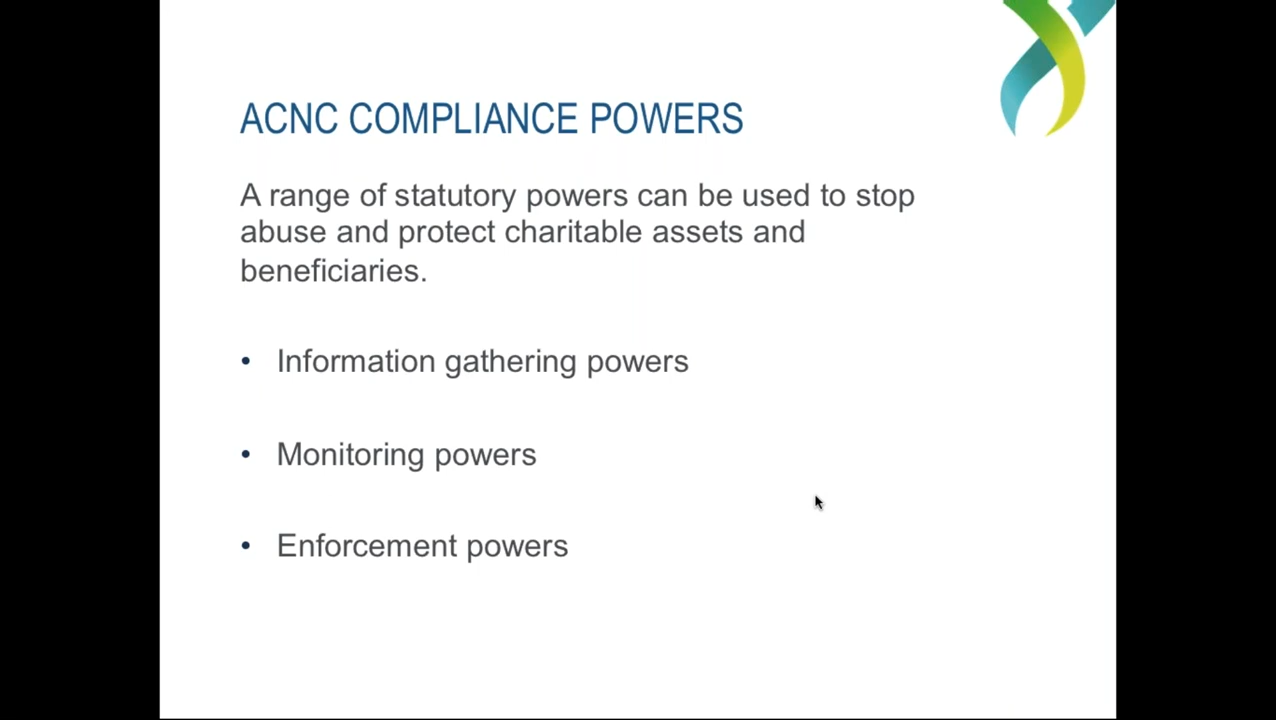 ACNC COMPLIANCE POWERS
A range of statutory powers can be used to stop
abuse and protect charitable assets and
beneficiaries.
• Information gathering powers
• Monitoring powers
• Enforcement powers